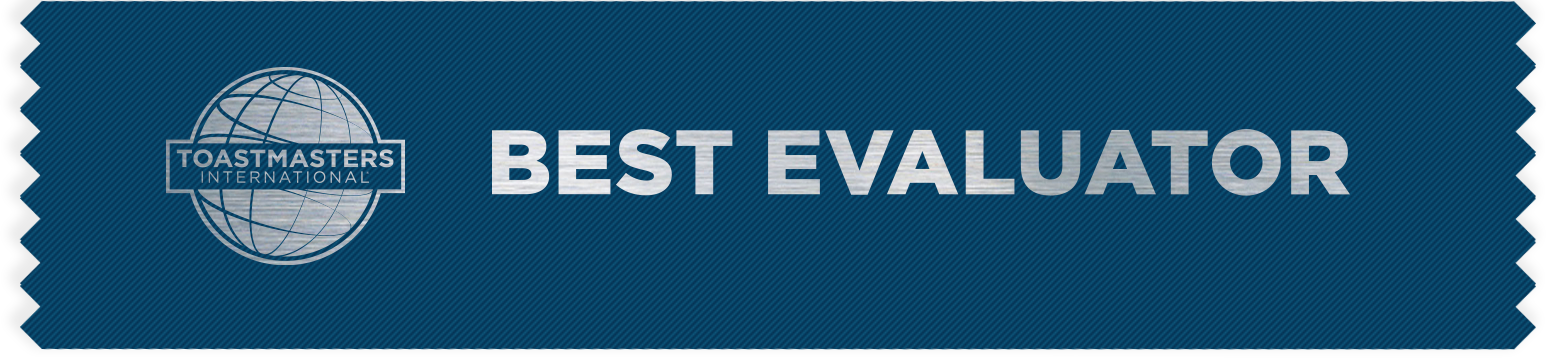 TOASTMASTERS
INTERNATIONAL
BEST EVALUATOR